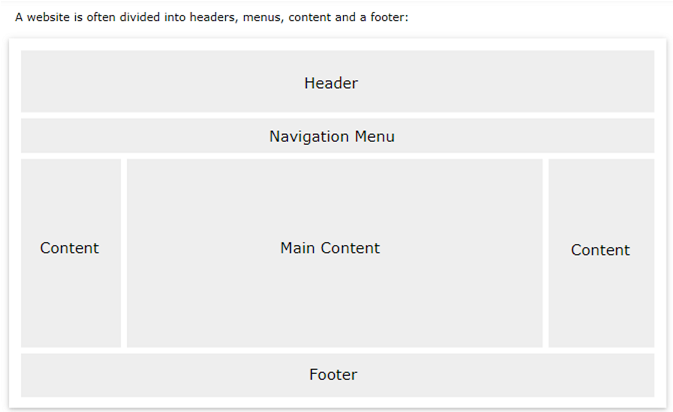 A website is often divided into headers, menus, content and a footer:
Header
Navigation Menu
Content
Main Content
Content
Footer